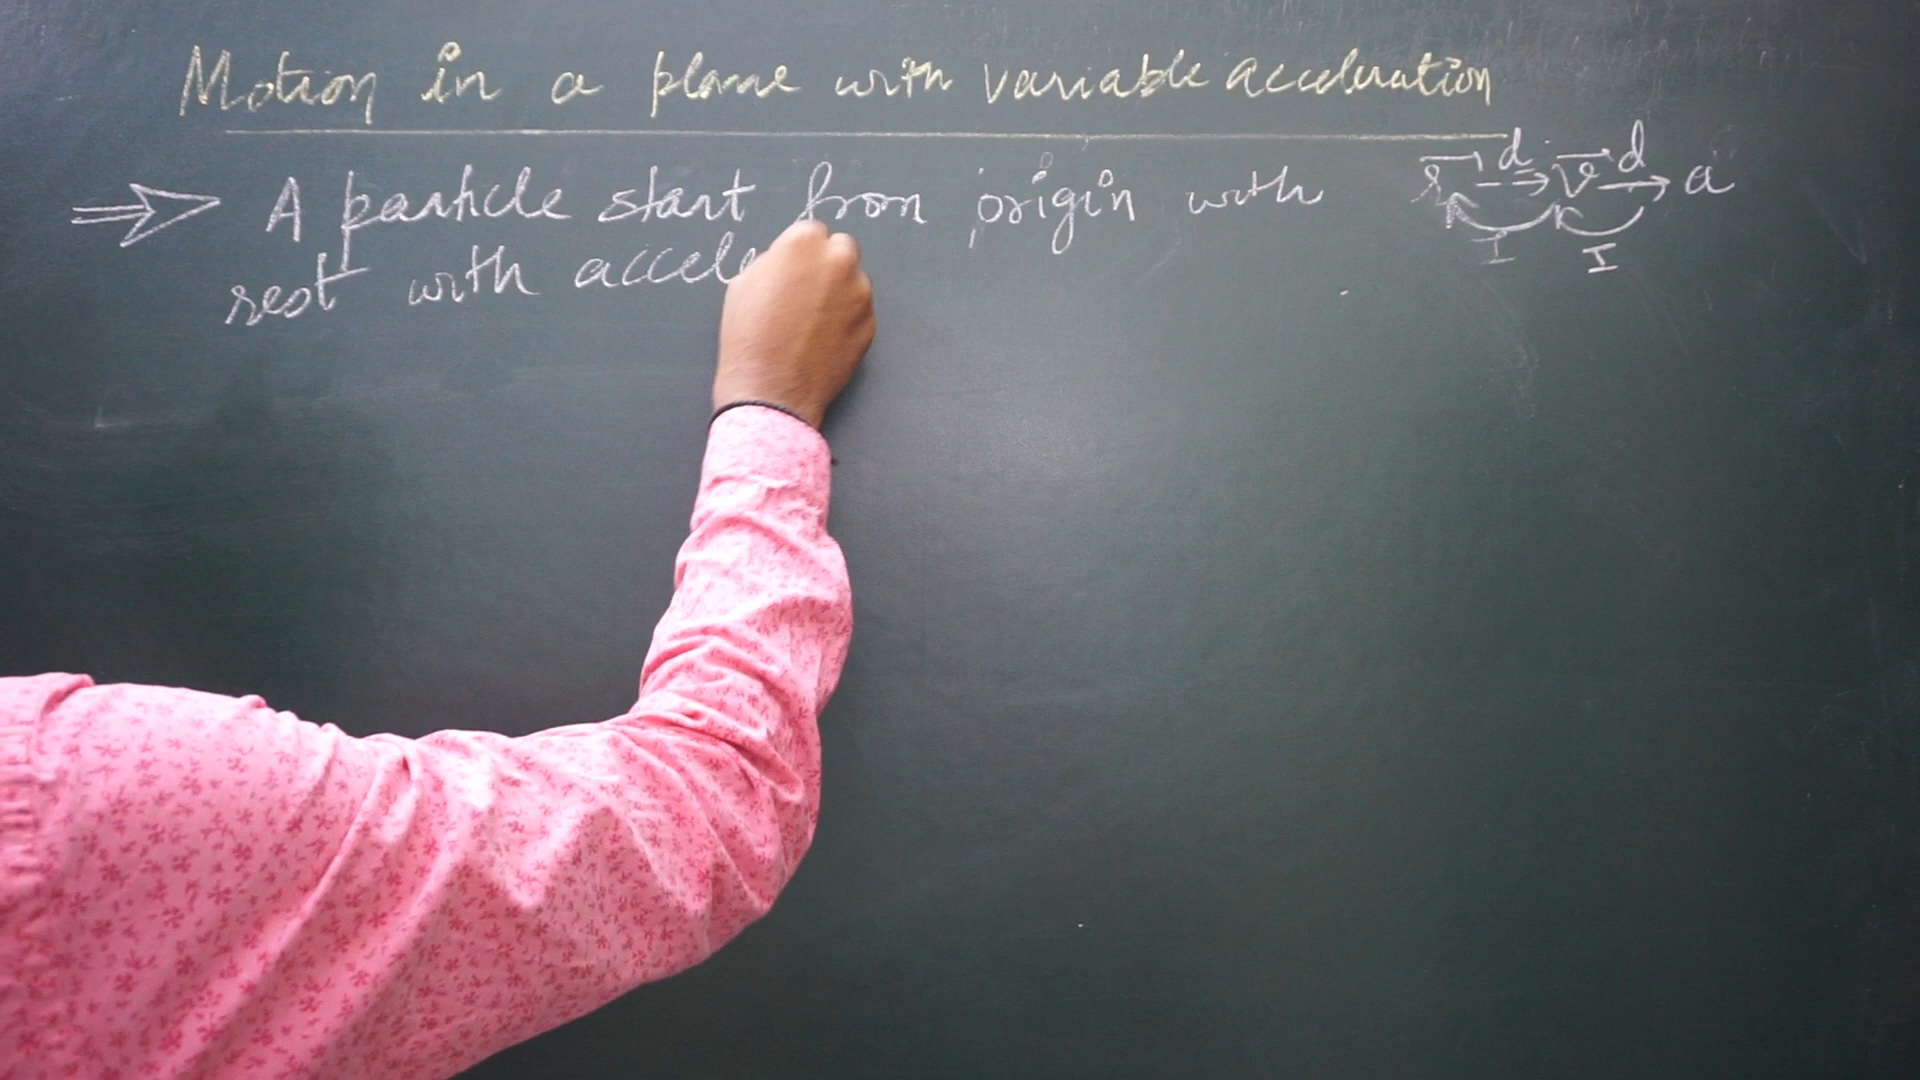 Motion in a plane with variable acceleration
⇒ A particle start from origin with
rest with accele
r⃗ d→ v⃗ d→ a
I I